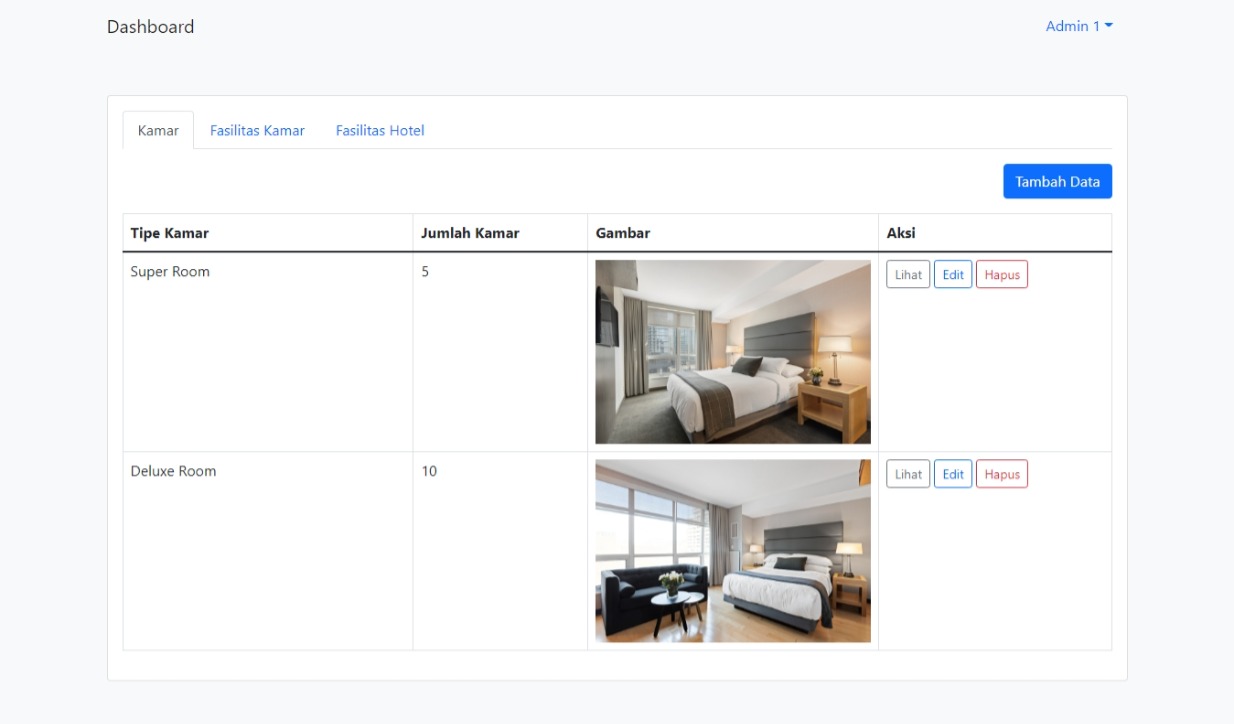 Dashboard
Admin 1
Kamar
Fasilitas Kamar
Fasilitas Hotel
Tambah Data
Tipe Kamar
Jumlah Kamar
Gambar
Aksi
Super Room
5
Lihat
Edit
Hapus
Deluxe Room
10
Lihat
Edit
Hapus